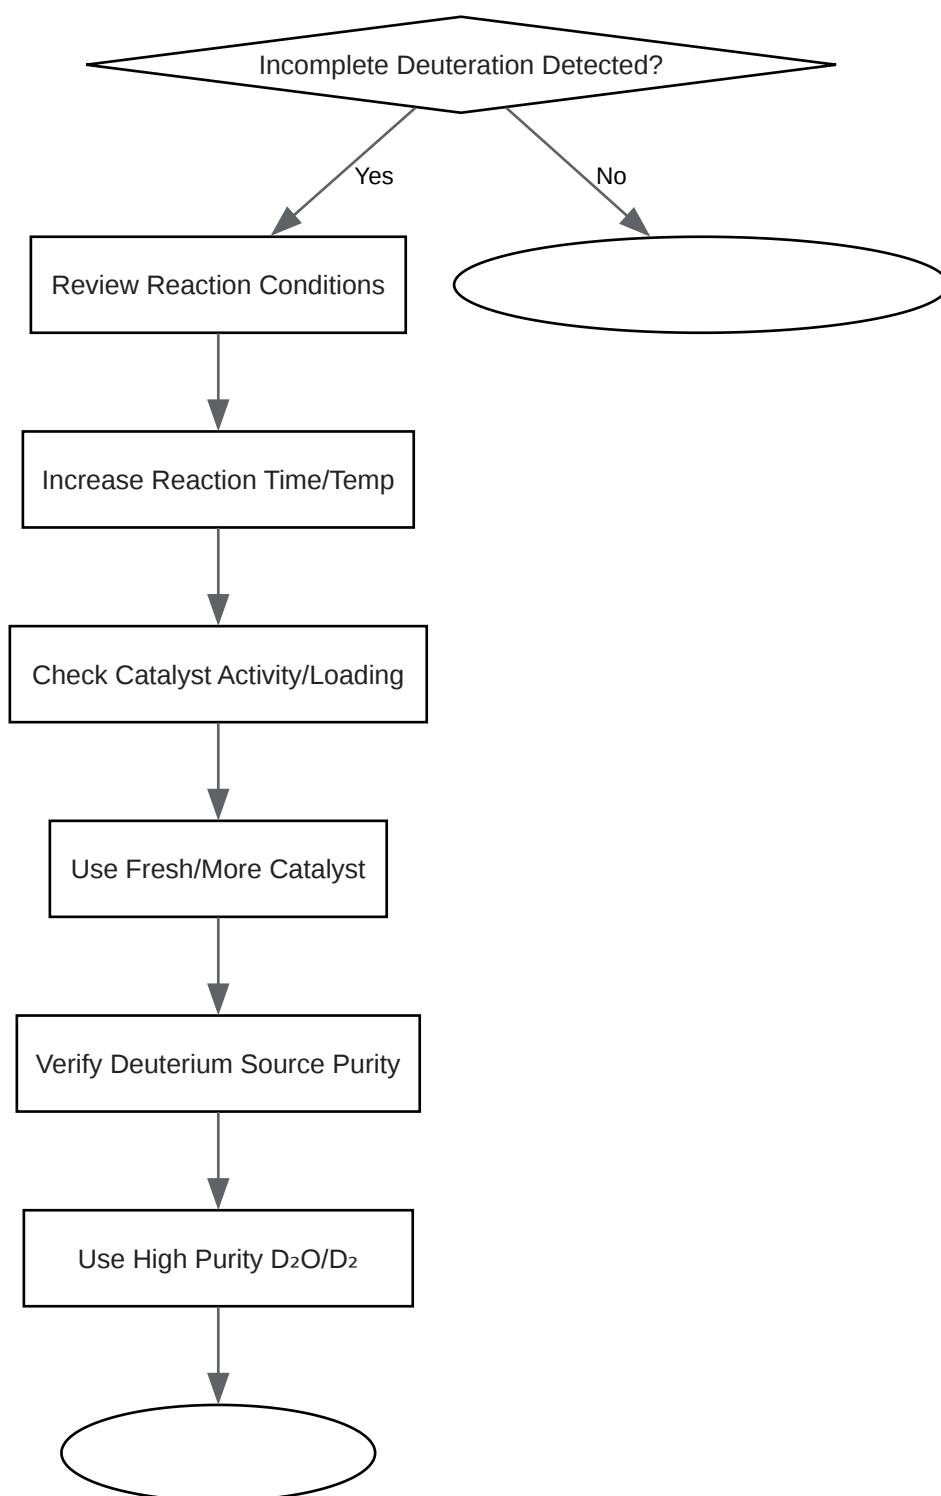 Incomplete Deuteration Detected?
Yes
No
Review Reaction Conditions
Increase Reaction Time/Temp
Check Catalyst Activity/Loading
Use Fresh/More Catalyst
Verify Deuterium Source Purity
Use High Purity D₂O/D₂